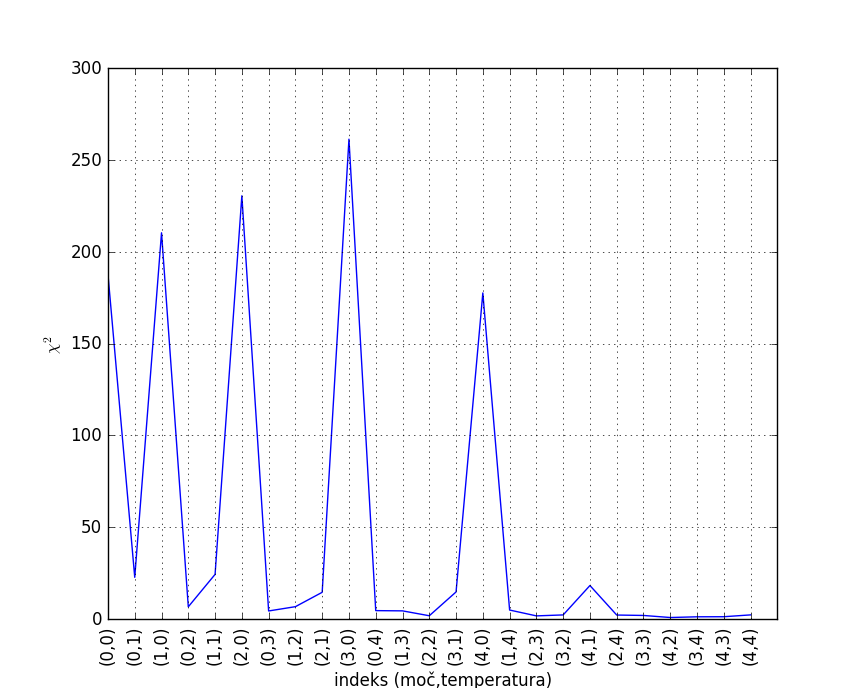 300
250
200
150
100
50
0
χ²
(0,0) (0,1) (1,0) (0,2) (1,1) (2,0) (0,3) (1,2) (2,1) (3,0) (0,4) (1,3) (2,2) (3,1) (4,0) (1,4) (2,3) (3,2) (4,1) (2,4) (3,3) (4,2) (3,4) (4,3) (4,4)
indeks (moč,temperatura)